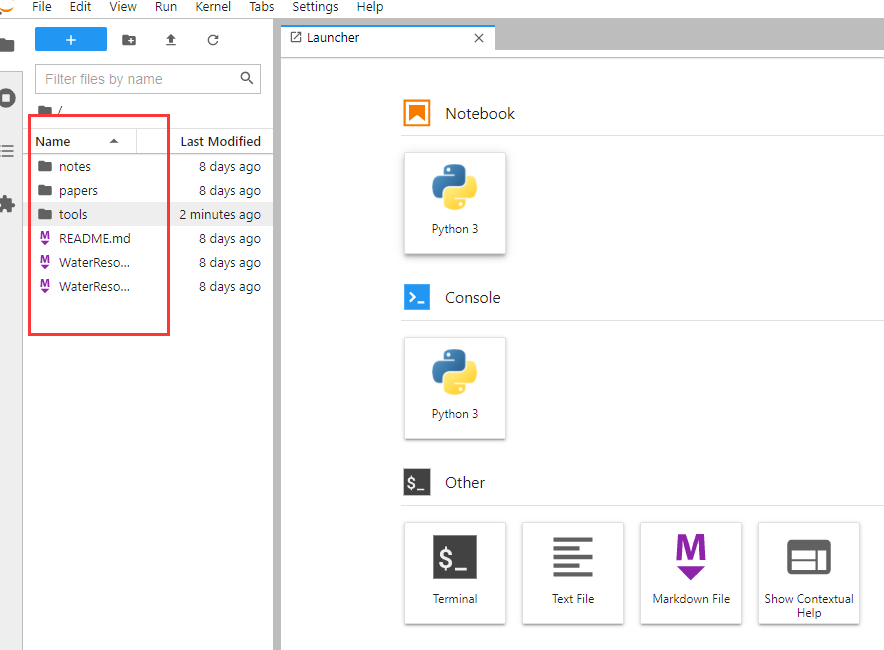 File Edit View Run Kernel Tabs Settings Help
+
Launcher
Filter files by name
/
Name Last Modified
notes 8 days ago
papers 8 days ago
tools 2 minutes ago
README.md 8 days ago
WaterReso... 8 days ago
WaterReso... 8 days ago
Notebook
Python 3
Console
Python 3
$_ Other
$_
Terminal
Text File
M
Markdown File
Show Contextual
Help